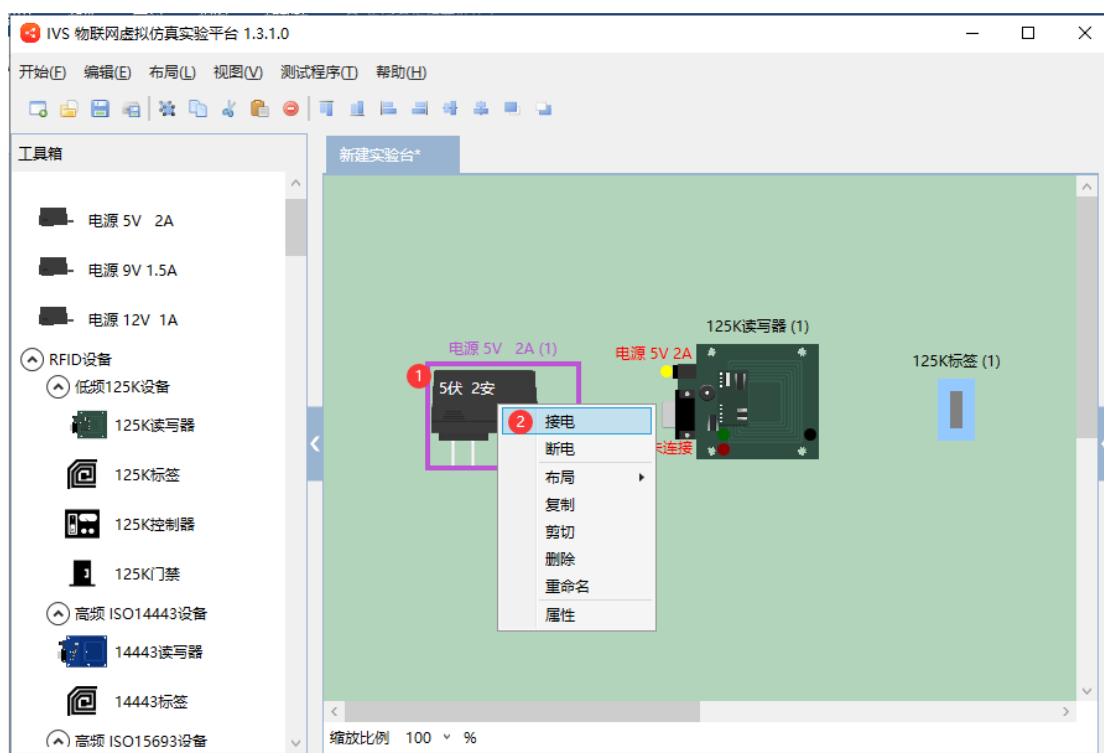 IVS 物联网虚拟仿真实验平台 1.3.1.0
开始(F) 编辑(E) 布局(L) 视图(V) 测试程序(T) 帮助(H)
工具箱
新建实验台*
电源 5V 2A
电源 9V 1.5A
电源 12V 1A
RFID设备
低频125K设备
125K读写器
125K标签
125K控制器
125K门禁
高频 ISO14443设备
14443读写器
14443标签
高频 ISO15693设备
电源 5V 2A (1)
1
5伏 2安
2 接电
断电
布局
复制
剪切
删除
重命名
属性
125K读写器 (1)
电源 5V 2A
连接
125K标签 (1)
缩放比例 100 %